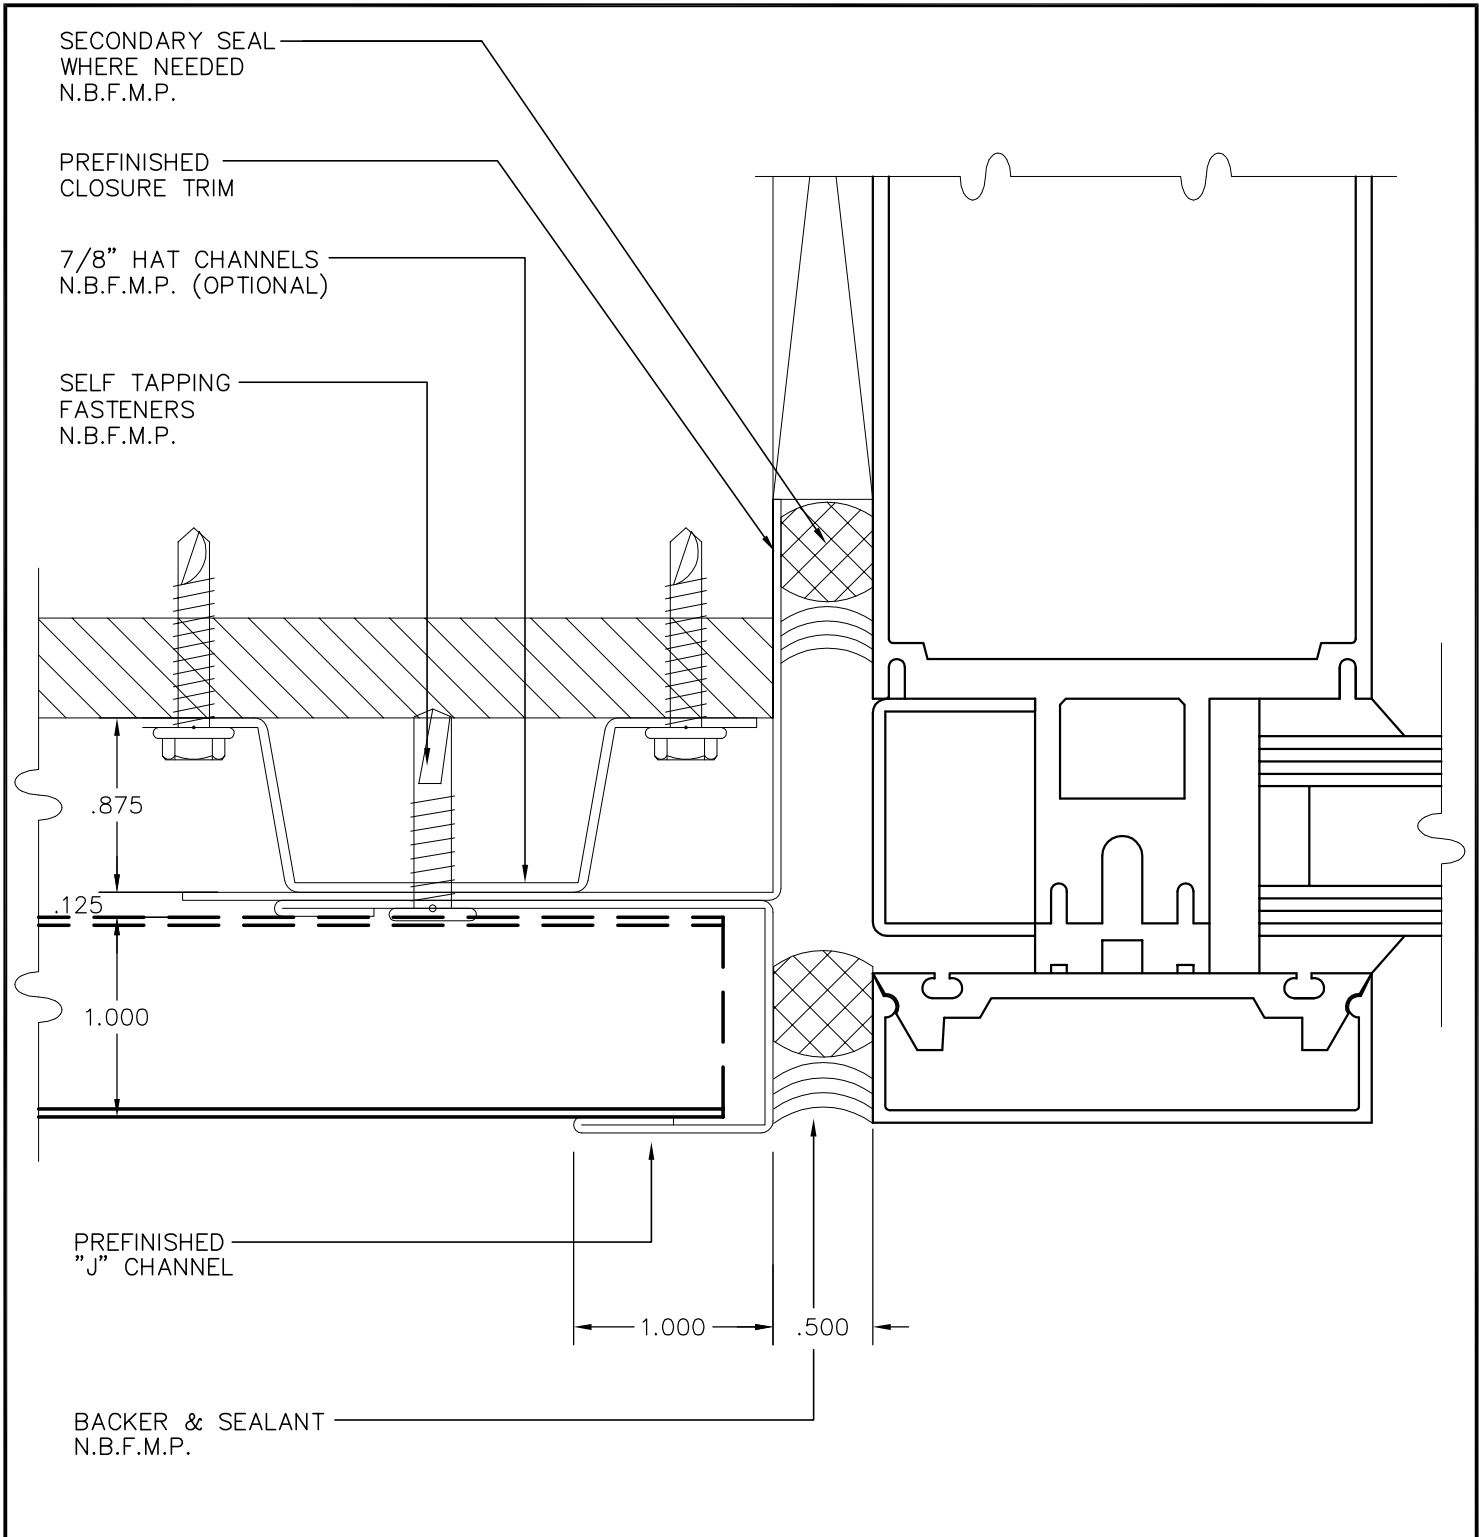 SECONDARY SEAL
WHERE NEEDED
N.B.F.M.P.
PREFINISHED
CLOSURE TRIM
7/8" HAT CHANNELS
N.B.F.M.P. (OPTIONAL)
SELF TAPPING
FASTENERS
N.B.F.M.P.
.875
.125
1.000
PREFINISHED
"J" CHANNEL
1.000
.500
BACKER & SEALANT
N.B.F.M.P.